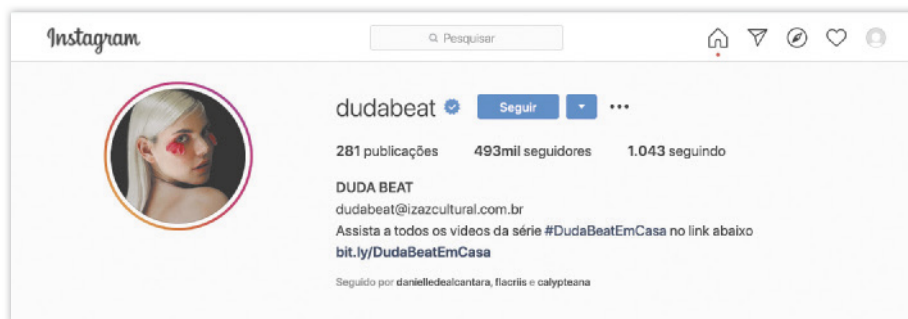 Instagram
Pesquisar
dudabeat Seguir
281 publicações 493mil seguidores 1.043 seguindo
DUDA BEAT
dudabeat@izazcultural.com.br
Assista a todos os videos da série #DudaBeatEmCasa no link abaixo
bit.ly/DudaBeatEmCasa
Seguido por danielledealcantara, flacriis e calypteana